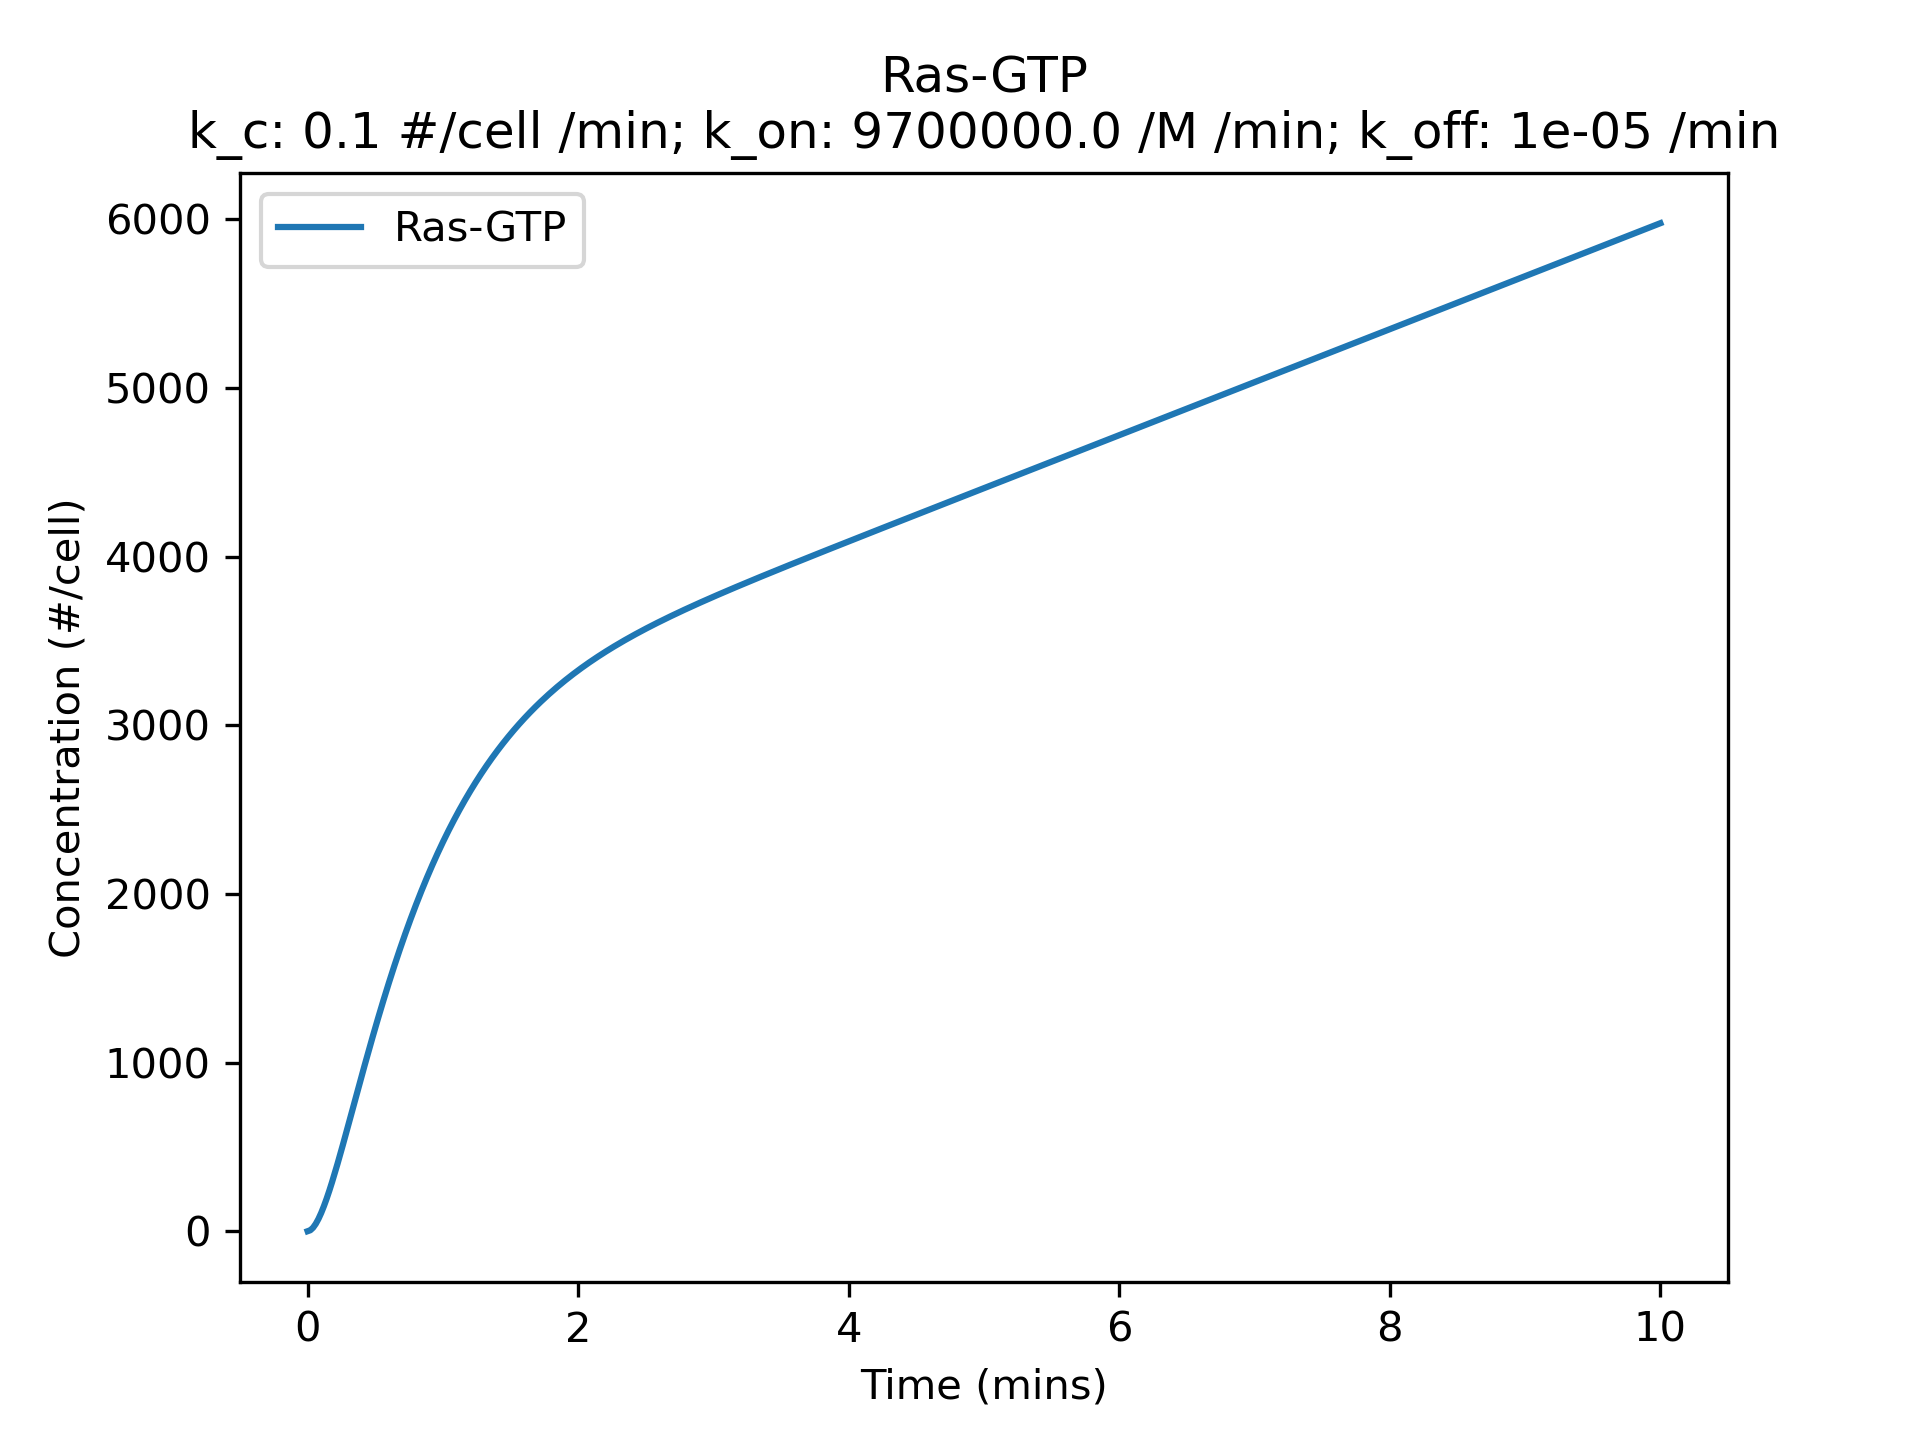 Ras-GTP
k_c: 0.1 #/cell /min; k_on: 9700000.0 /M /min; k_off: 1e-05 /min
Ras-GTP
6000
5000
4000
3000
2000
1000
0
Concentration (#/cell)
0 2 4 6 8 10
Time (mins)